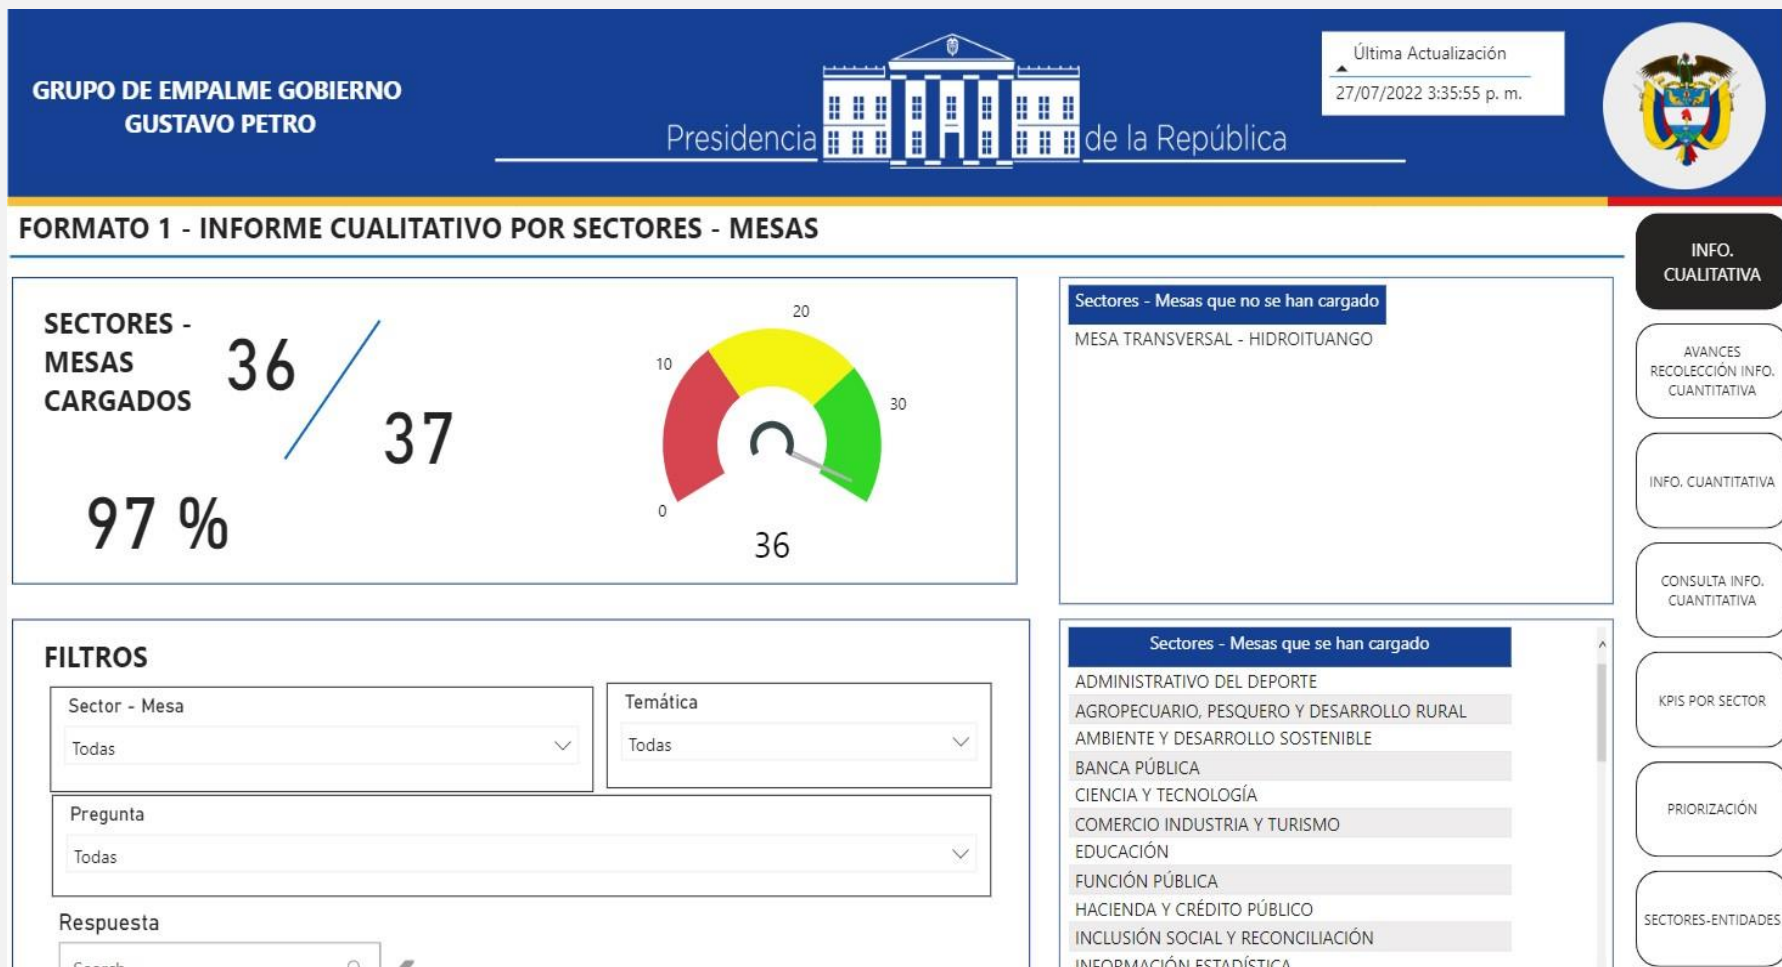 GRUPO DE EMPALME GOBIERNO
GUSTAVO PETRO
Presidencia de la República
Última Actualización
27/07/2022 3:35:55 p. m.
FORMATO 1 - INFORME CUALITATIVO POR SECTORES - MESAS
SECTORES -
MESAS
CARGADOS
36
37
97 %
0
10
20
30
36
Sectores - Mesas que no se han cargado
MESA TRANSVERSAL - HIDROITUANGO
FILTROS
Sector - Mesa
Todas
Temática
Todas
Pregunta
Todas
Respuesta
Search
Sectores - Mesas que se han cargado
ADMINISTRATIVO DEL DEPORTE
AGROPECUARIO, PESQUERO Y DESARROLLO RURAL
AMBIENTE Y DESARROLLO SOSTENIBLE
BANCA PÚBLICA
CIENCIA Y TECNOLOGÍA
COMERCIO INDUSTRIA Y TURISMO
EDUCACIÓN
FUNCIÓN PÚBLICA
HACIENDA Y CRÉDITO PÚBLICO
INCLUSIÓN SOCIAL Y RECONCILIACIÓN
INFORMACIÓN ESTADÍSTICA
INFO.
CUALITATIVA
AVANCES
RECOLECCIÓN INFO.
CUANTITATIVA
INFO. CUANTITATIVA
CONSULTA INFO.
CUANTITATIVA
KPIS POR SECTOR
PRIORIZACIÓN
SECTORES-ENTIDADES